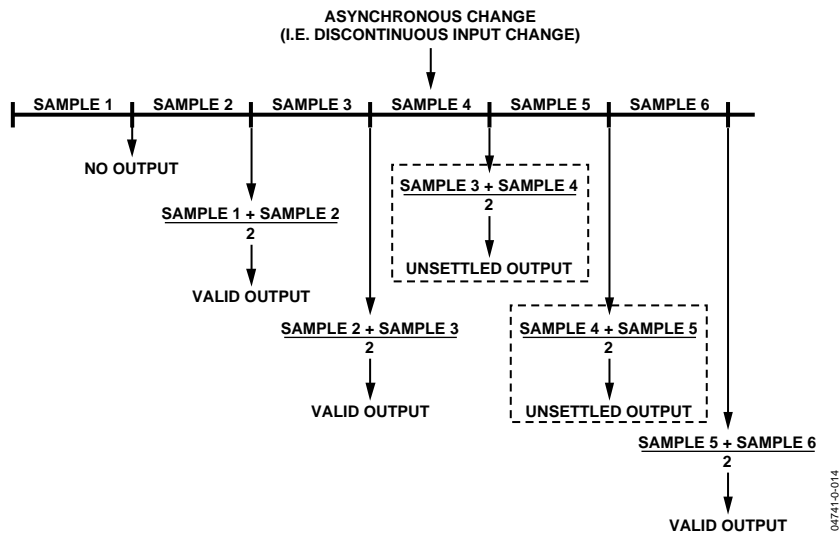 ASYNCHRONOUS CHANGE
(I.E. DISCONTINUOUS INPUT CHANGE)
SAMPLE 1 SAMPLE 2 SAMPLE 3 SAMPLE 4 SAMPLE 5 SAMPLE 6
NO OUTPUT
SAMPLE 1 + SAMPLE 2
2
VALID OUTPUT
SAMPLE 3 + SAMPLE 4
2
UNSETTLED OUTPUT
SAMPLE 2 + SAMPLE 3
2
VALID OUTPUT
SAMPLE 4 + SAMPLE 5
2
UNSETTLED OUTPUT
SAMPLE 5 + SAMPLE 6
2
VALID OUTPUT
04741-0-014